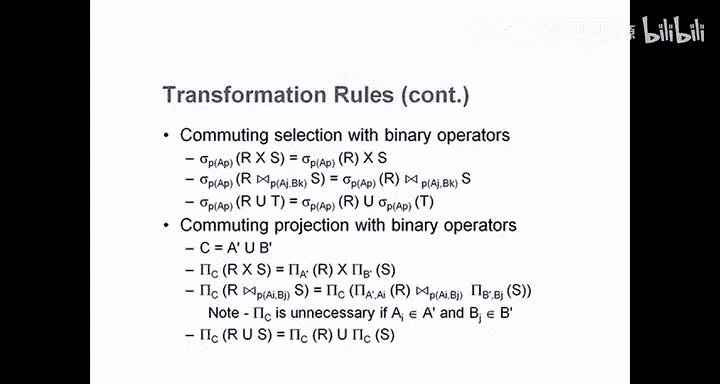 bilibili
Transformation Rules (cont.)
• Commuting selection with binary operators
– σp(Ap) (R X S) = σp(Ap) (R) X S
– σp(Ap) (R ⋈p(Aj,Bk) S) = σp(Ap) (R) ⋈ p(Aj,Bk) S
– σp(Ap) (R U T) = σp(Ap) (R) U σp(Ap) (T)
• Commuting projection with binary operators
– C = A' U B'
– ΠC (R X S) = ΠA' (R) X ΠB' (S)
– ΠC (R ⋈p(Ai,Bj) S) = ΠC (ΠA',Ai (R) ⋈p(Ai,Bj) ΠB',Bj (S))
Note - ΠC is unnecessary if Ai ∈ A' and Bj ∈ B'
– ΠC (R U S) = ΠC (R) U ΠC (S)